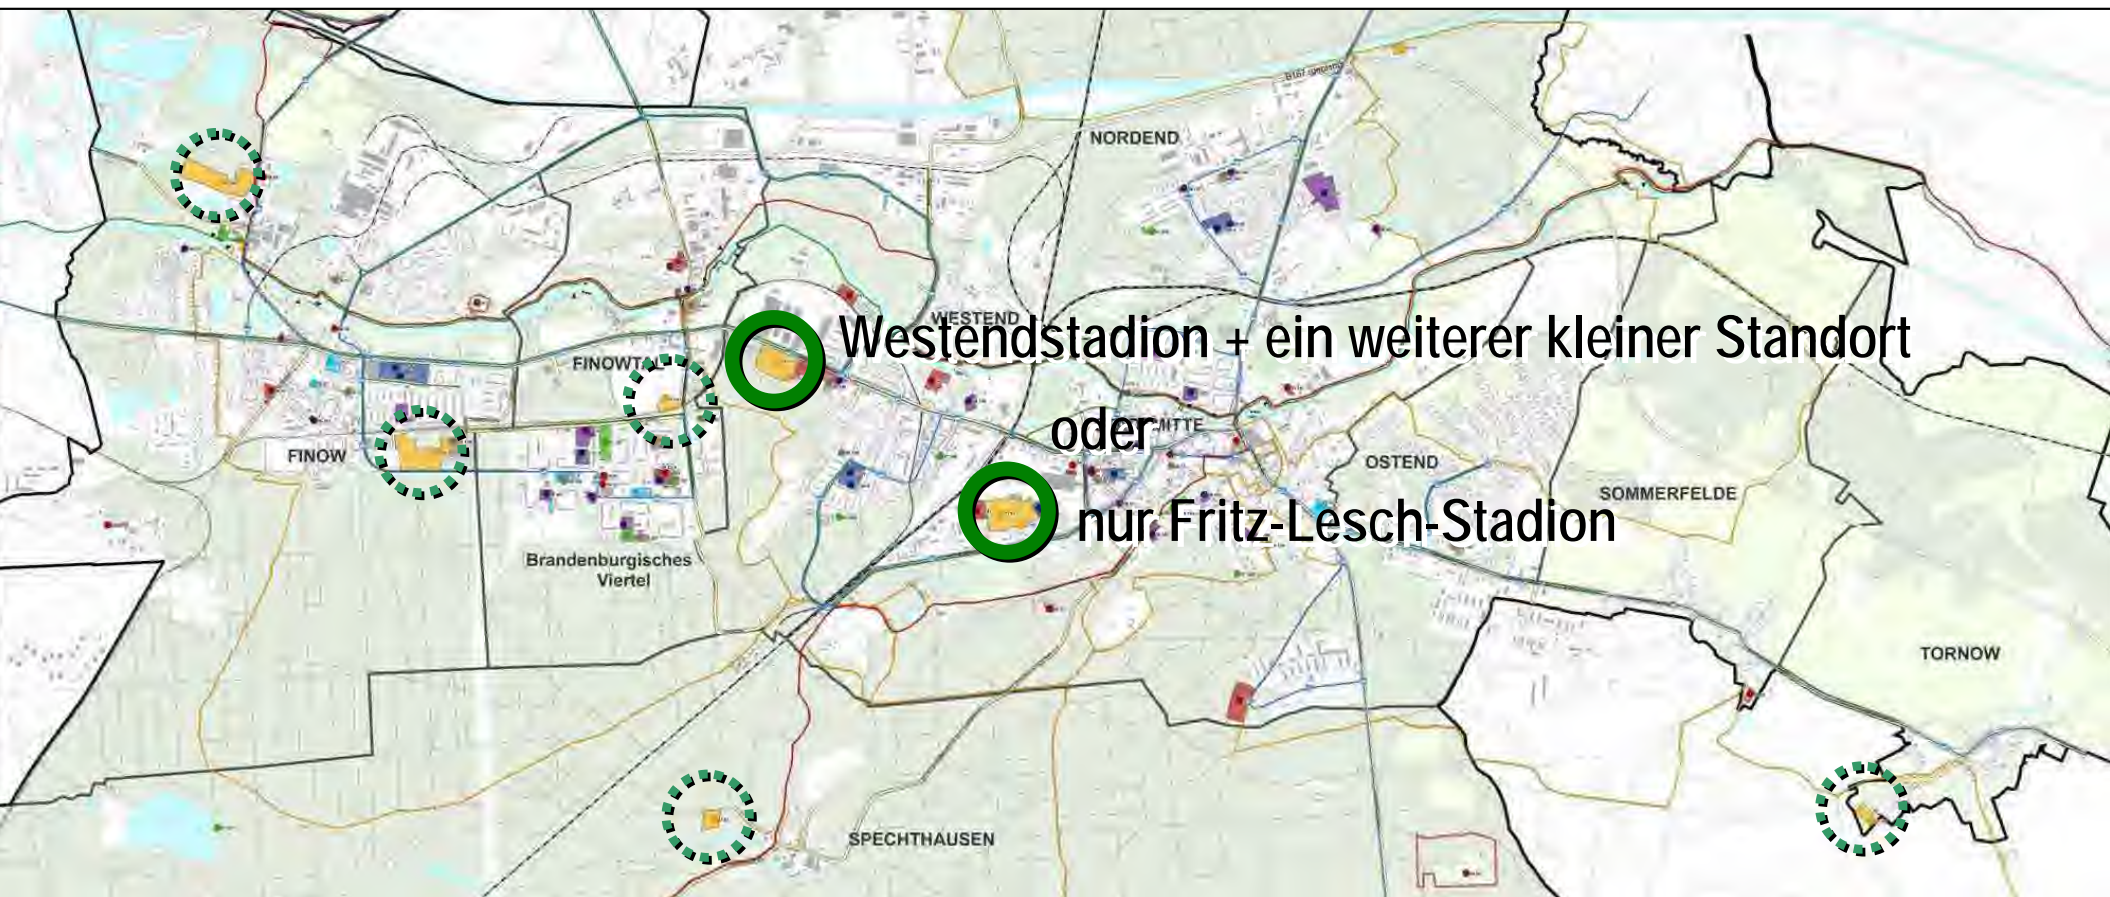 NORDEND
WESTEND
Westendstadion + ein weiterer kleiner Standort
FINOWTAL
oder
FINOW
OSTEND
SOMMERFELDE
nur Fritz-Lesch-Stadion
Brandenburgisches
Viertel
TORNOW
SPECHTHAUSEN